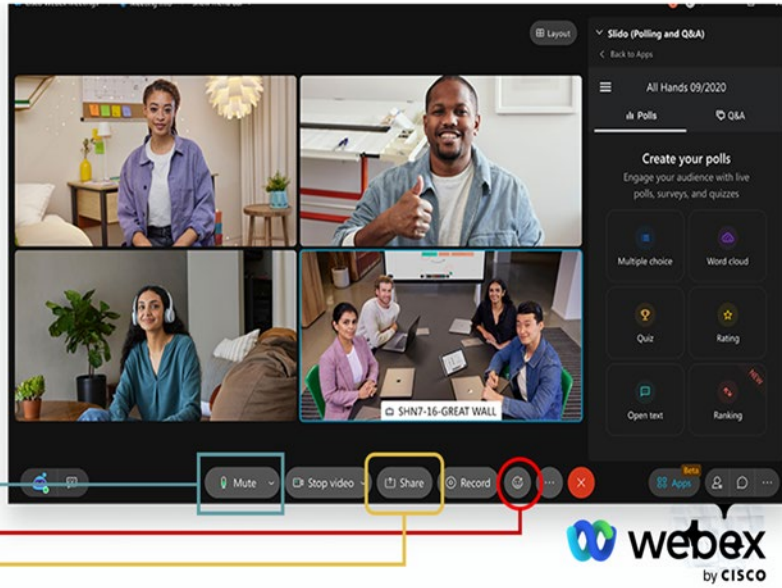 Layout
Slido (Polling and Q&A)
Back to Apps
All Hands 09/2020
Polls
Q&A
Create your polls
Engage your audience with live
polls, surveys, and quizzes
Multiple choice
Word cloud
Quiz
Rating
NEW
Open text
Ranking
SHN7-16-GREAT WALL
Mute
Stop video
Share
Record
Beta
Apps
webex
by CISCO